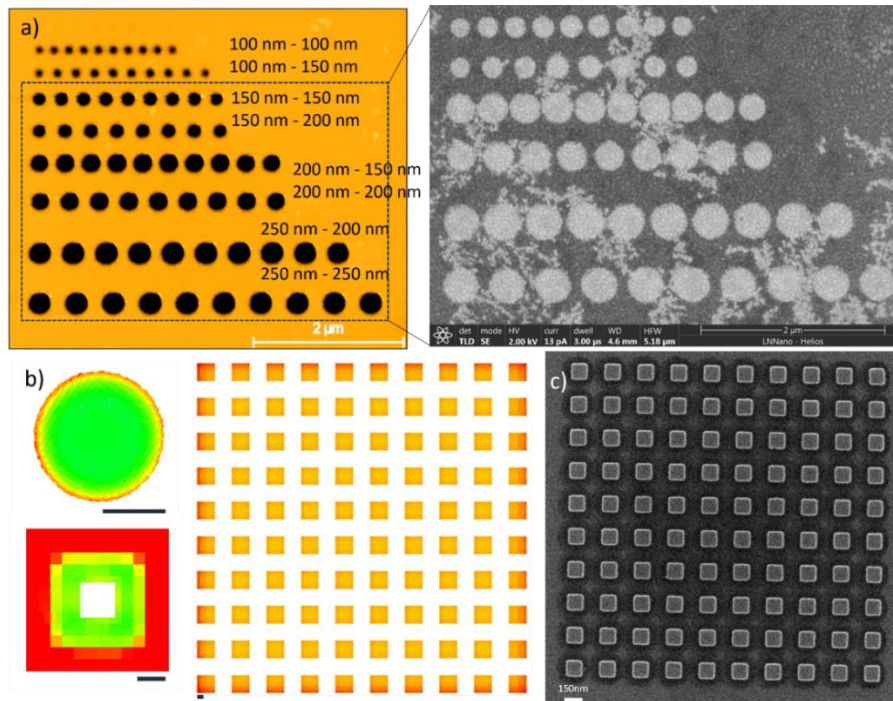 a)
100 nm - 100 nm
100 nm - 150 nm
150 nm - 150 nm
150 nm - 200 nm
200 nm - 150 nm
200 nm - 200 nm
250 nm - 200 nm
250 nm - 250 nm
2 µm
det mode HV curr dwell WD HFW 2 µm
TLD SE 2.00 kV 13 pA 3.00 µs 4.6 mm 5.18 µm LNNano - Helios
b)
c)
150nm